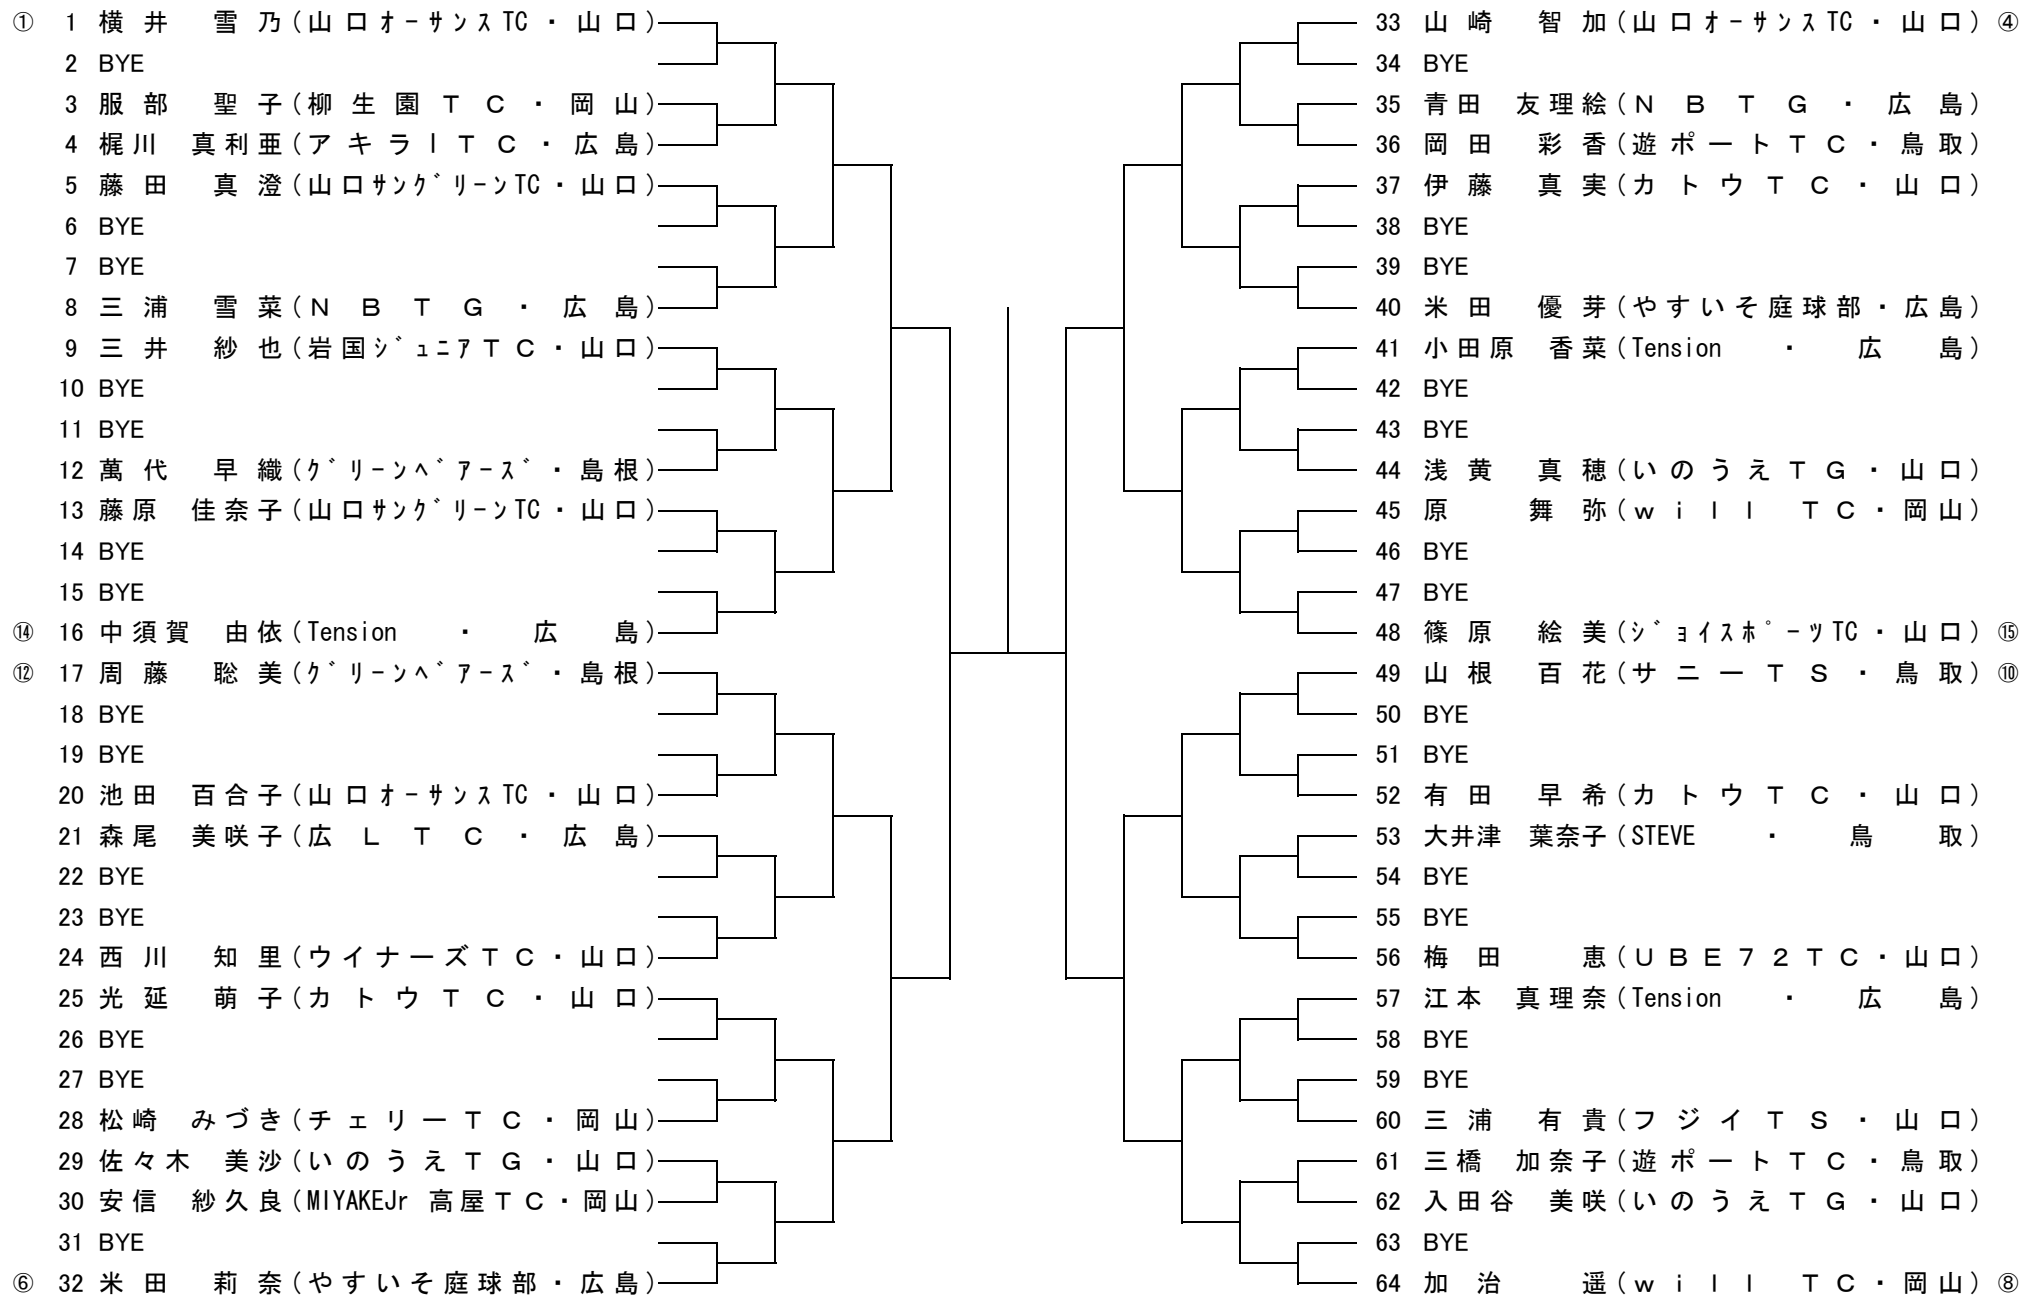 ① 1 横井 雪乃(山口ｵｰｻﾝｽTC・山口)
2 BYE
3 服部 聖子(柳生園ＴＣ・岡山)
4 梶川 真利亜(アキラＩＴＣ・広島)
5 藤田 真澄(山口ｻﾝｸﾞﾘｰﾝTC・山口)
6 BYE
7 BYE
8 三浦 雪菜(ＮＢＴＧ・広島)
9 三井 紗也(岩国ｼﾞｭﾆｱＴＣ・山口)
10 BYE
11 BYE
12 萬代 早織(ｸﾞﾘｰﾝﾍﾞｱｰｽﾞ・島根)
13 藤原 佳奈子(山口ｻﾝｸﾞﾘｰﾝTC・山口)
14 BYE
15 BYE
⑭ 16 中須賀 由依(Tension ・ 広島)
⑫ 17 周藤 聡美(ｸﾞﾘｰﾝﾍﾞｱｰｽﾞ・島根)
18 BYE
19 BYE
20 池田 百合子(山口ｵｰｻﾝｽTC・山口)
21 森尾 美咲子(広ＬＴＣ・広島)
22 BYE
23 BYE
24 西川 知里(ウイナーズＴＣ・山口)
25 光延 萌子(カトウＴＣ・山口)
26 BYE
27 BYE
28 松崎 みづき(チェリーＴＣ・岡山)
29 佐々木 美沙(いのうえＴＧ・山口)
30 安信 紗久良(MIYAKEJr 高屋ＴＣ・岡山)
31 BYE
⑥ 32 米田 莉奈(やすいそ庭球部・広島)
33 山崎 智加(山口ｵｰｻﾝｽTC・山口) ④
34 BYE
35 青田 友理絵(ＮＢＴＧ・広島)
36 岡田 彩香(遊ポートＴＣ・鳥取)
37 伊藤 真実(カトウＴＣ・山口)
38 BYE
39 BYE
40 米田 優芽(やすいそ庭球部・広島)
41 小田原 香菜(Tension ・ 広島)
42 BYE
43 BYE
44 浅黄 真穂(いのうえＴＧ・山口)
45 原 舞弥(ｗｉｌｌ ＴＣ・岡山)
46 BYE
47 BYE
48 篠原 絵美(ｼﾞｮｲｽﾎﾟｰﾂTC・山口) ⑮
49 山根 百花(サニーＴＳ・鳥取) ⑩
50 BYE
51 BYE
52 有田 早希(カトウＴＣ・山口)
53 大井津 葉奈子(STEVE ・ 鳥取)
54 BYE
55 BYE
56 梅田 恵(ＵＢＥ７２ＴＣ・山口)
57 江本 真理奈(Tension ・ 広島)
58 BYE
59 BYE
60 三浦 有貴(フジイＴＳ・山口)
61 三橋 加奈子(遊ポートＴＣ・鳥取)
62 入田谷 美咲(いのうえＴＧ・山口)
63 BYE
64 加治 遥(ｗｉｌｌ ＴＣ・岡山) ⑧